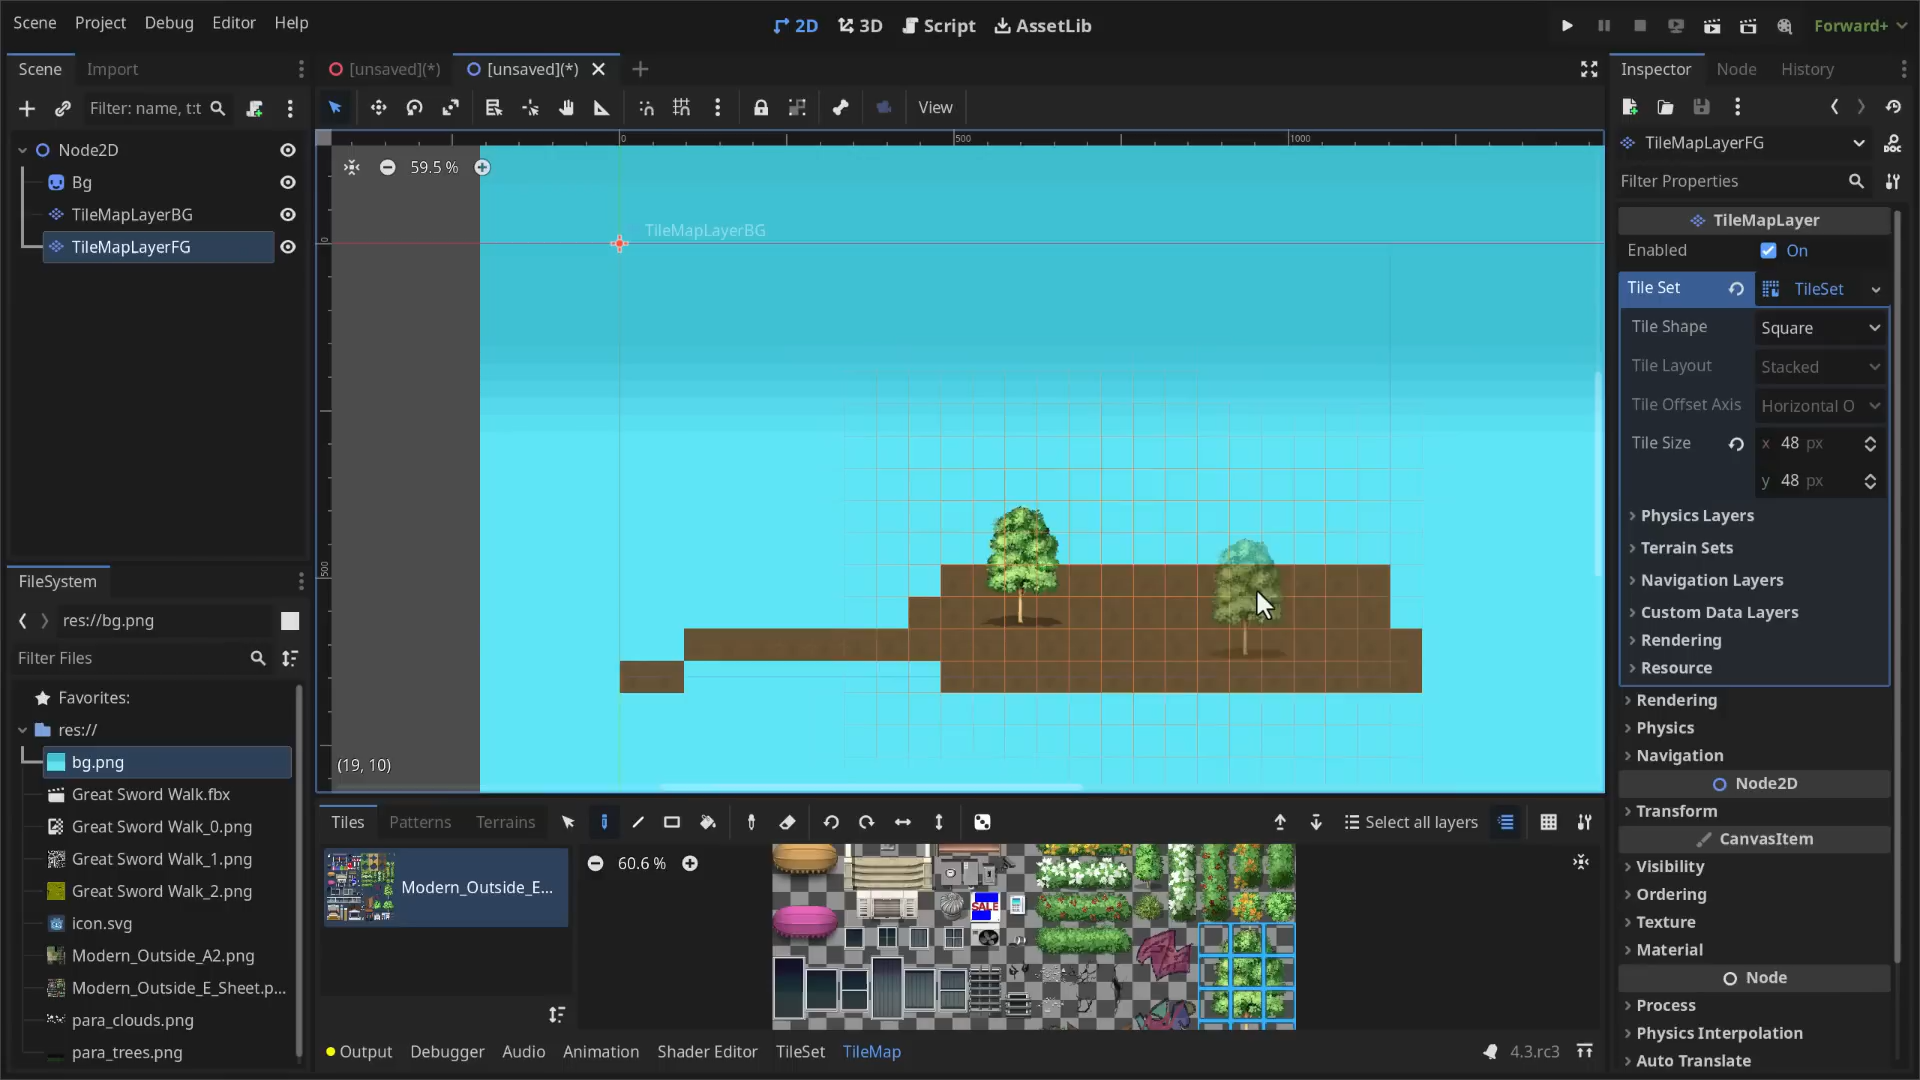 Scene Project Debug Editor Help
2D 3D Script AssetLib
Forward+
Scene Import
[unsaved](*) [unsaved](*)
Inspector Node History
Filter: name, t:t
View
Node2D
Bg
TileMapLayerBG
TileMapLayerFG
0 500 1000
59.5 %
TileMapLayerBG
0
500
(19, 10)
TileMapLayerFG
Filter Properties
TileMapLayer
Enabled On
Tile Set TileSet
Tile Shape Square
Tile Layout Stacked
Tile Offset Axis Horizontal O
Tile Size x 48 px
y 48 px
Physics Layers
Terrain Sets
Navigation Layers
Custom Data Layers
Rendering
Resource
Rendering
Physics
Navigation
Node2D
Transform
CanvasItem
Visibility
Ordering
Texture
Material
Node
Process
Physics Interpolation
Auto Translate
FileSystem
res://bg.png
Filter Files
Favorites:
res://
bg.png
Great Sword Walk.fbx
Great Sword Walk_0.png
Great Sword Walk_1.png
Great Sword Walk_2.png
icon.svg
Modern_Outside_A2.png
Modern_Outside_E_Sheet.p...
para_clouds.png
para_trees.png
Tiles Patterns Terrains
Select all layers
Modern_Outside_E...
60.6 %
SALE
Output Debugger Audio Animation Shader Editor TileSet TileMap
4.3.rc3